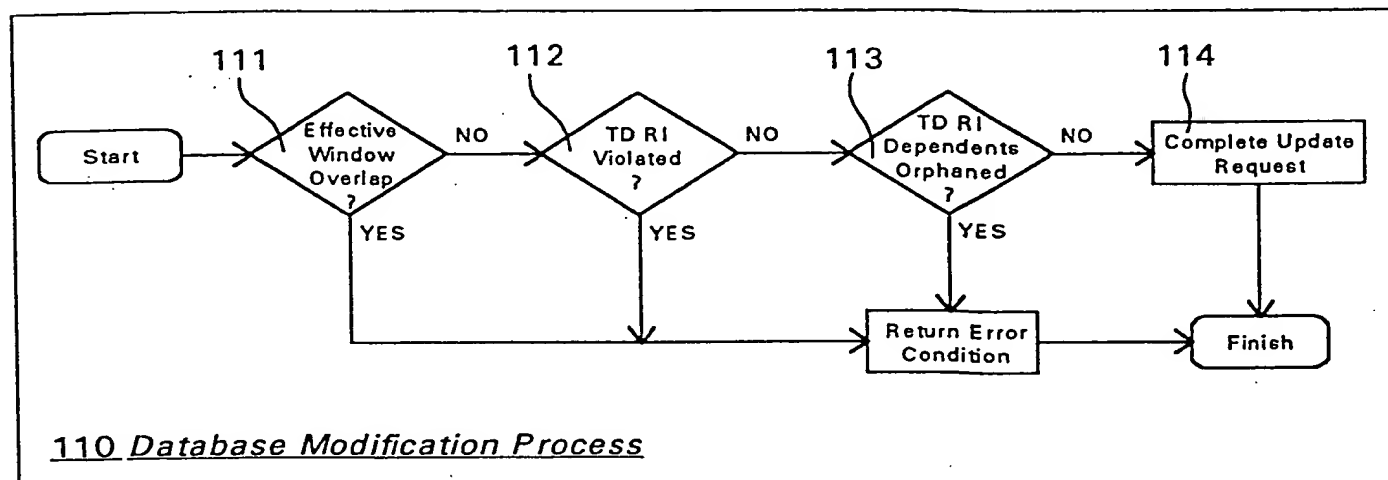 111
112
113
114
Start
Effective
Window
Overlap
?
NO
TD RI
Violated
?
NO
TD RI
Dependents
Orphaned
?
NO
Complete Update
Request
YES
YES
YES
Return Error
Condition
Finish
110 Database Modification Process